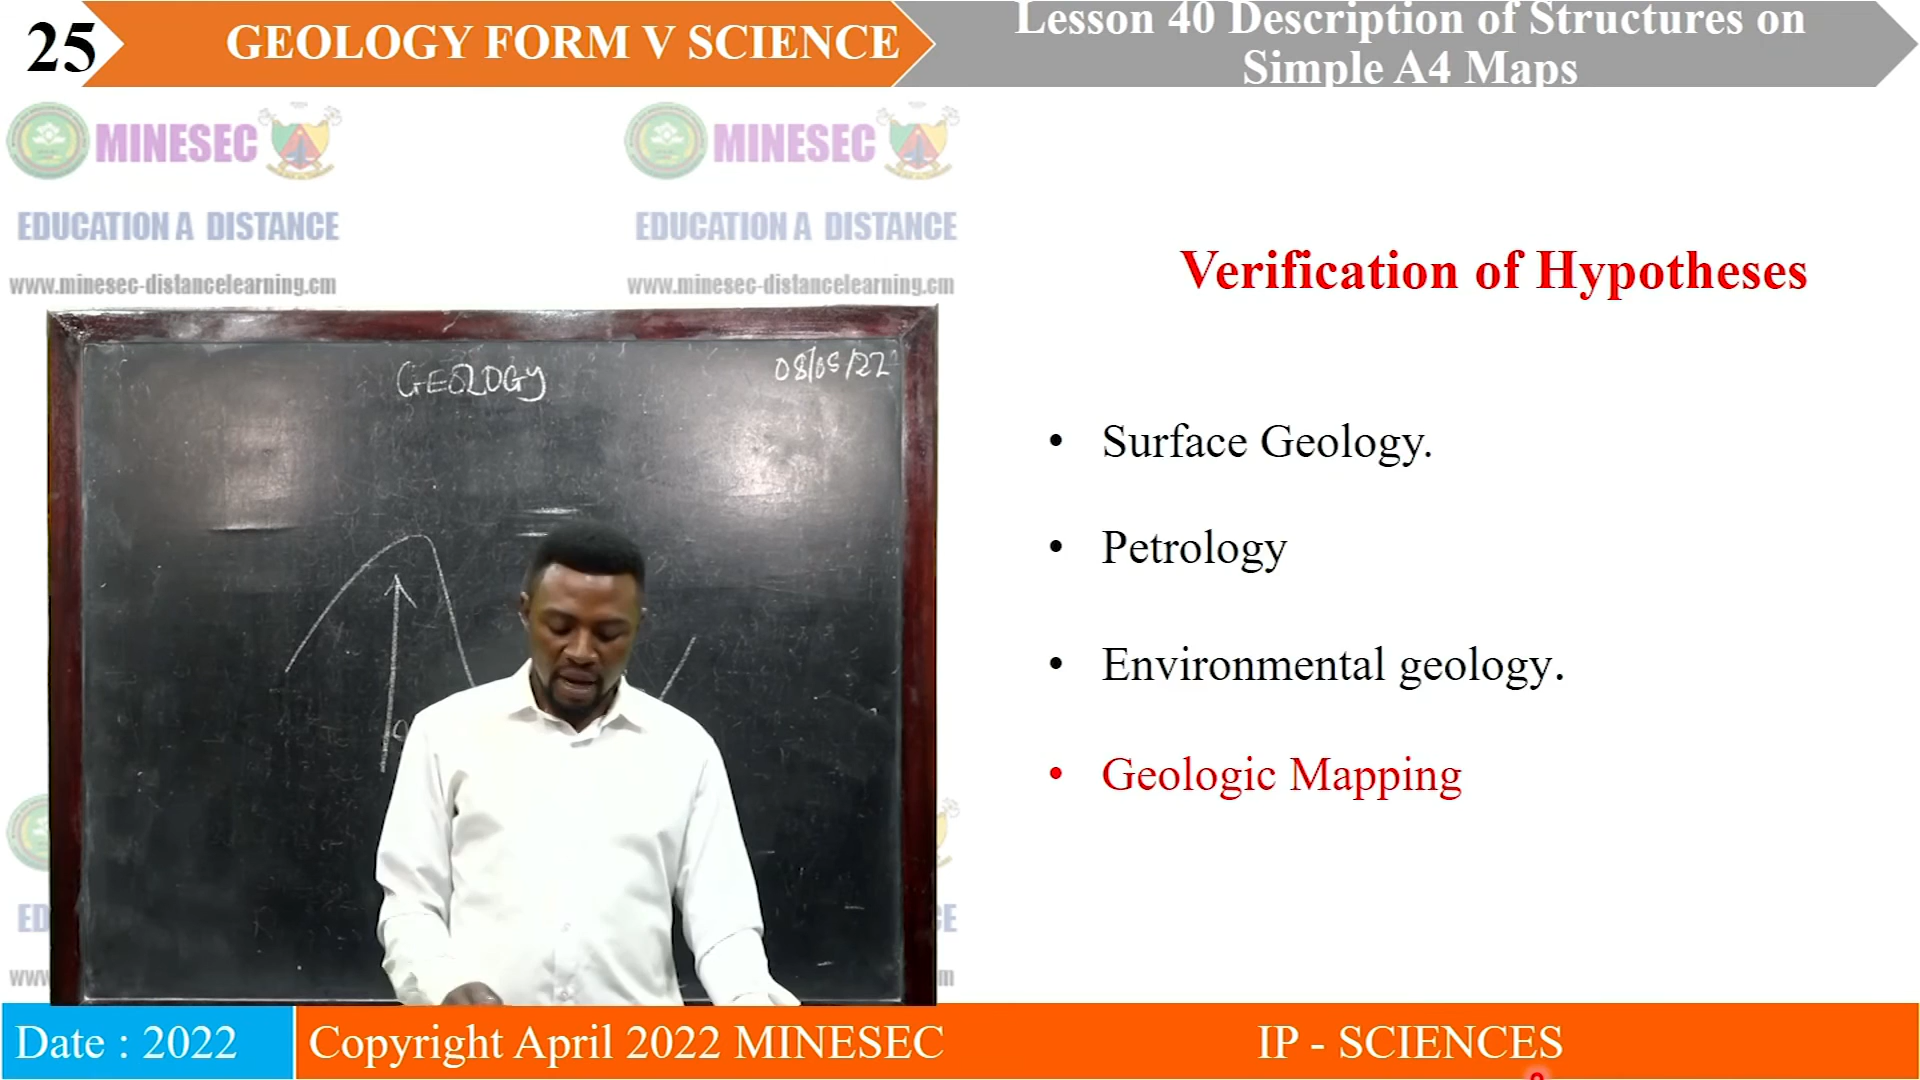 25
GEOLOGY FORM V SCIENCE
Lesson 40 Description of Structures on
Simple A4 Maps
MINESEC
MINESEC
EDUCATION A DISTANCE
EDUCATION A DISTANCE
www.minesec-distancelearning.cm
www.minesec-distancelearning.cm
GEOLOGY
08/05/22
Verification of Hypotheses
• Surface Geology.
• Petrology
• Environmental geology.
• Geologic Mapping
Date : 2022
Copyright April 2022 MINESEC
IP - SCIENCES